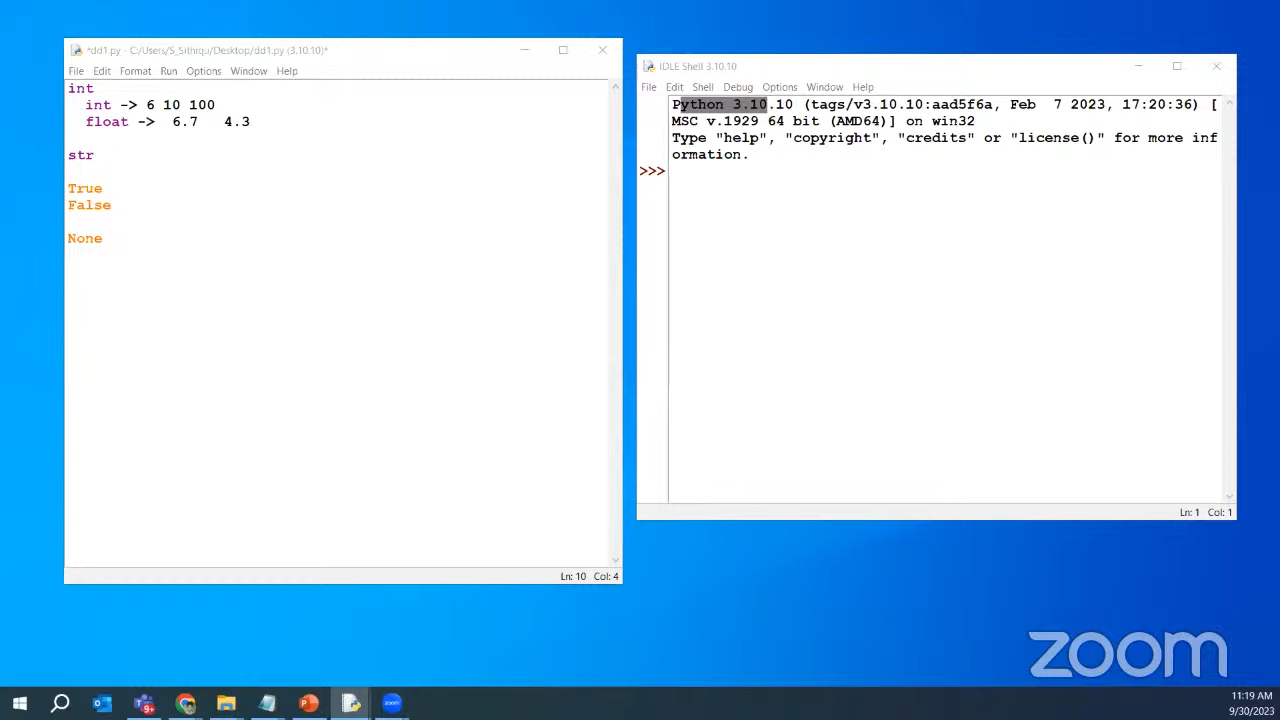 *dd1.py - C:/Users/S_Sithiqu/Desktop/dd1.py (3.10.10)*
File Edit Format Run Options Window Help
int
int -> 6 10 100
float -> 6.7 4.3
str
True
False
None
Ln: 10 Col: 4
IDLE Shell 3.10.10
File Edit Shell Debug Options Window Help
Python 3.10.10 (tags/v3.10.10:aad5f6a, Feb 7 2023, 17:20:36) [
MSC v.1929 64 bit (AMD64)] on win32
Type "help", "copyright", "credits" or "license()" for more inf
ormation.
>>>
Ln: 1 Col: 1
zoom
9+
zoom
11:19 AM
9/30/2023